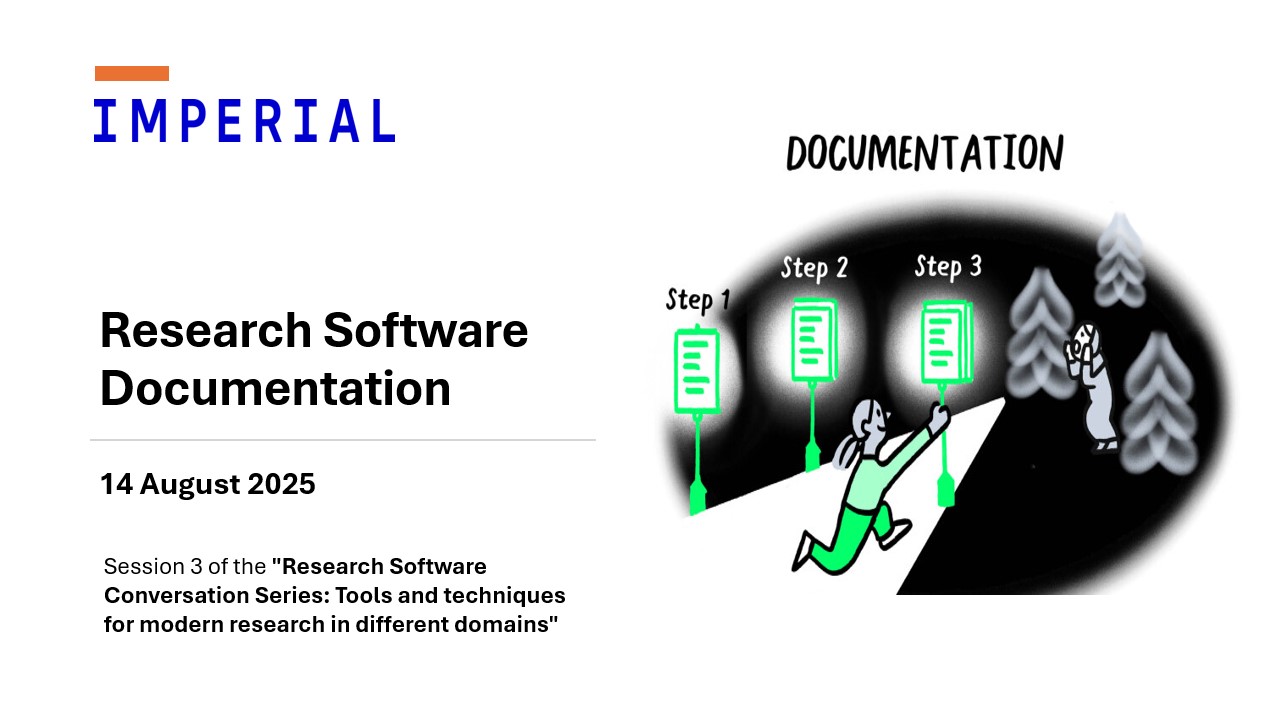 IMPERIAL
Research Software
Documentation
14 August 2025
Session 3 of the "Research Software
Conversation Series: Tools and techniques
for modern research in different domains"
DOCUMENTATION
Step 1
Step 2
Step 3